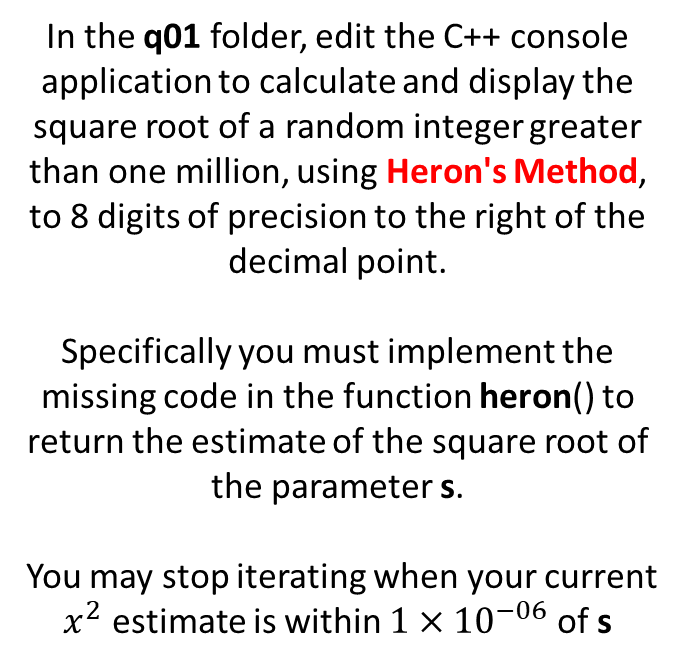 In the q01 folder, edit the C++ console
application to calculate and display the
square root of a random integer greater
than one million, using Heron's Method,
to 8 digits of precision to the right of the
decimal point.
Specifically you must implement the
missing code in the function heron() to
return the estimate of the square root of
the parameter s.
You may stop iterating when your current
x² estimate is within 1 × 10⁻⁰⁶ of s